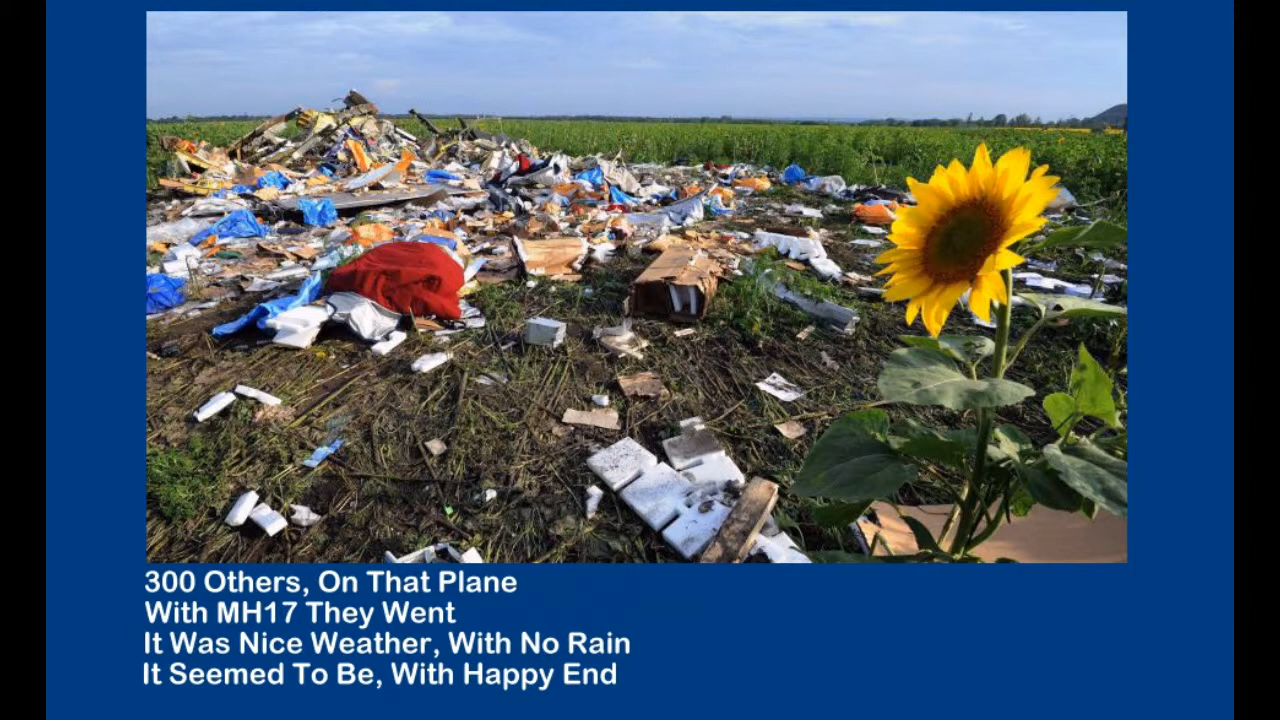 300 Others, On That Plane
With MH17 They Went
It Was Nice Weather, With No Rain
It Seemed To Be, With Happy End